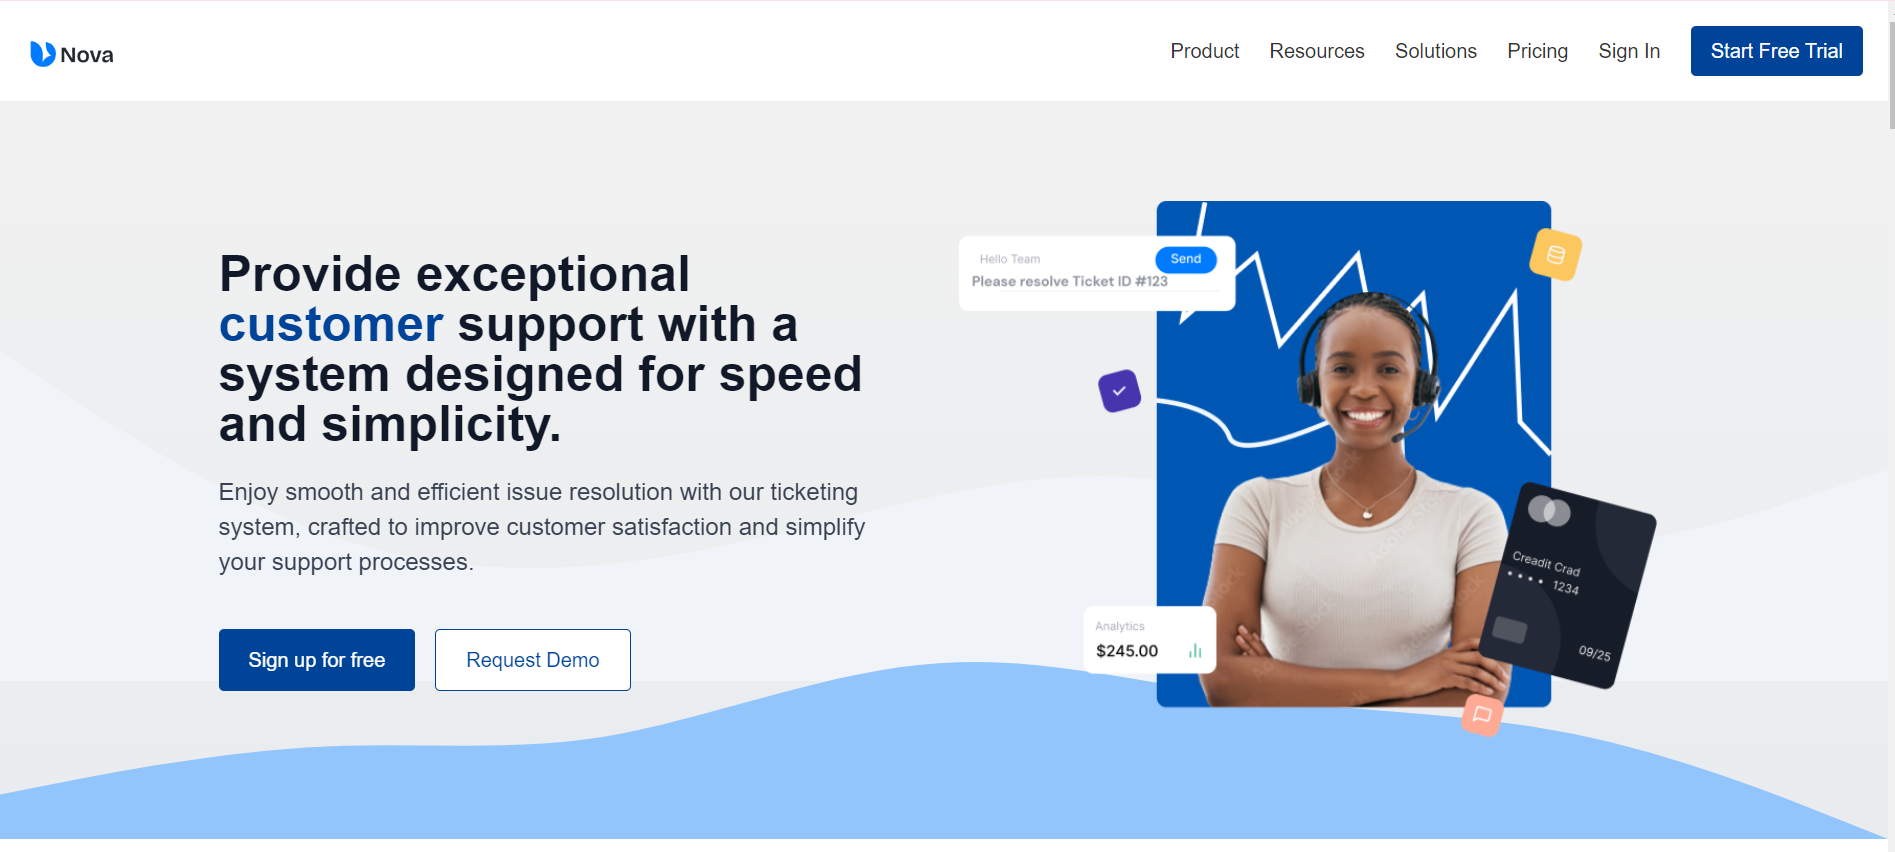 Nova
Product
Resources
Solutions
Pricing
Sign In
Start Free Trial
Provide exceptional
customer support with a
system designed for speed
and simplicity.
Enjoy smooth and efficient issue resolution with our ticketing
system, crafted to improve customer satisfaction and simplify
your support processes.
Sign up for free
Request Demo
Hello Team
Send
Please resolve Ticket ID #123
Creadit Crad
1234
09/25
Analytics
$245.00